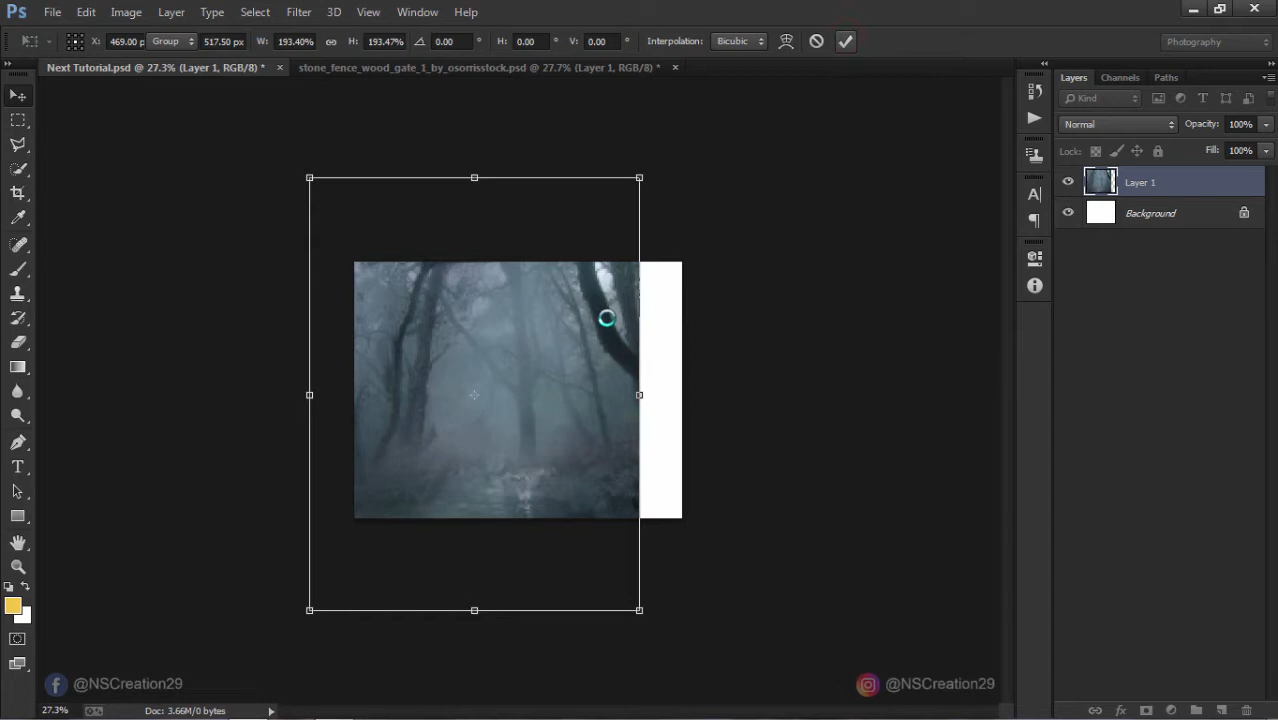 Ps File Edit Image Layer Type Select Filter 3D View Window Help
X: 469.00 p Group 517.50 px W: 193.40% H: 193.47% 0.00 ° H: 0.00 ° V: 0.00 ° Interpolation: Bicubic Photography
Next Tutorial.psd @ 27.3% (Layer 1, RGB/8) * × stone_fence_wood_gate_1_by_osorrisstock.psd @ 27.7% (Layer 1, RGB/8) * ×
Layers Channels Paths
Kind
Normal Opacity: 100%
Lock: Fill: 100%
Layer 1
Background
@NSCreation29 @NSCreation29
27.3% Doc: 3.66M/0 bytes